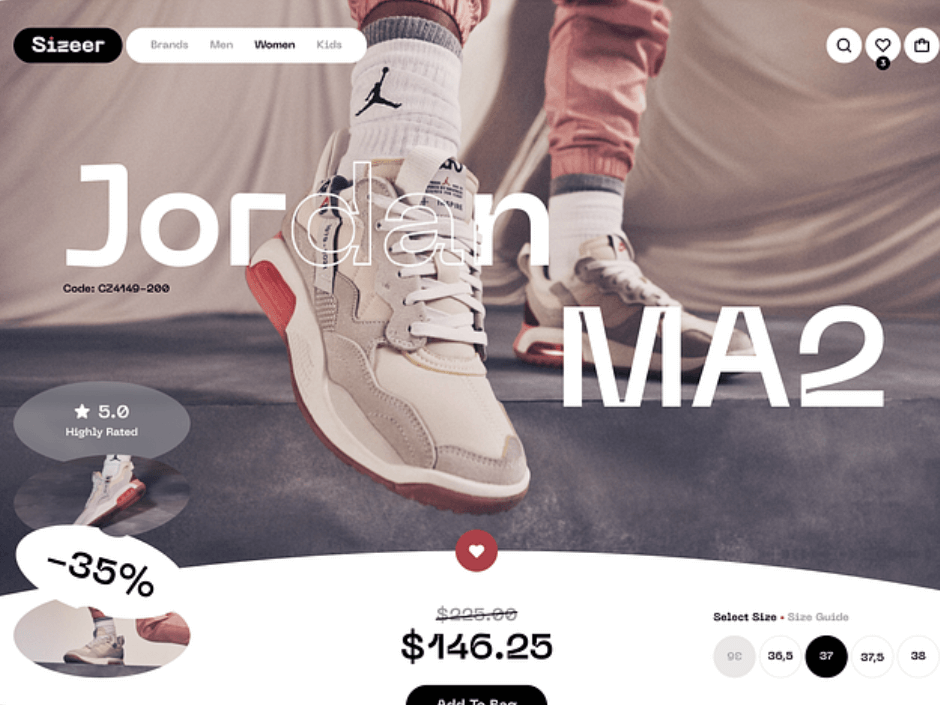 Sizeer
Brands Men Women Kids
3
Jordan
Code: CZ4149-200
MA2
5.0
Highly Rated
-35%
$225.00
$146.25
Select Size • Size Guide
36 36,5 37 37,5 38
Add To Bag